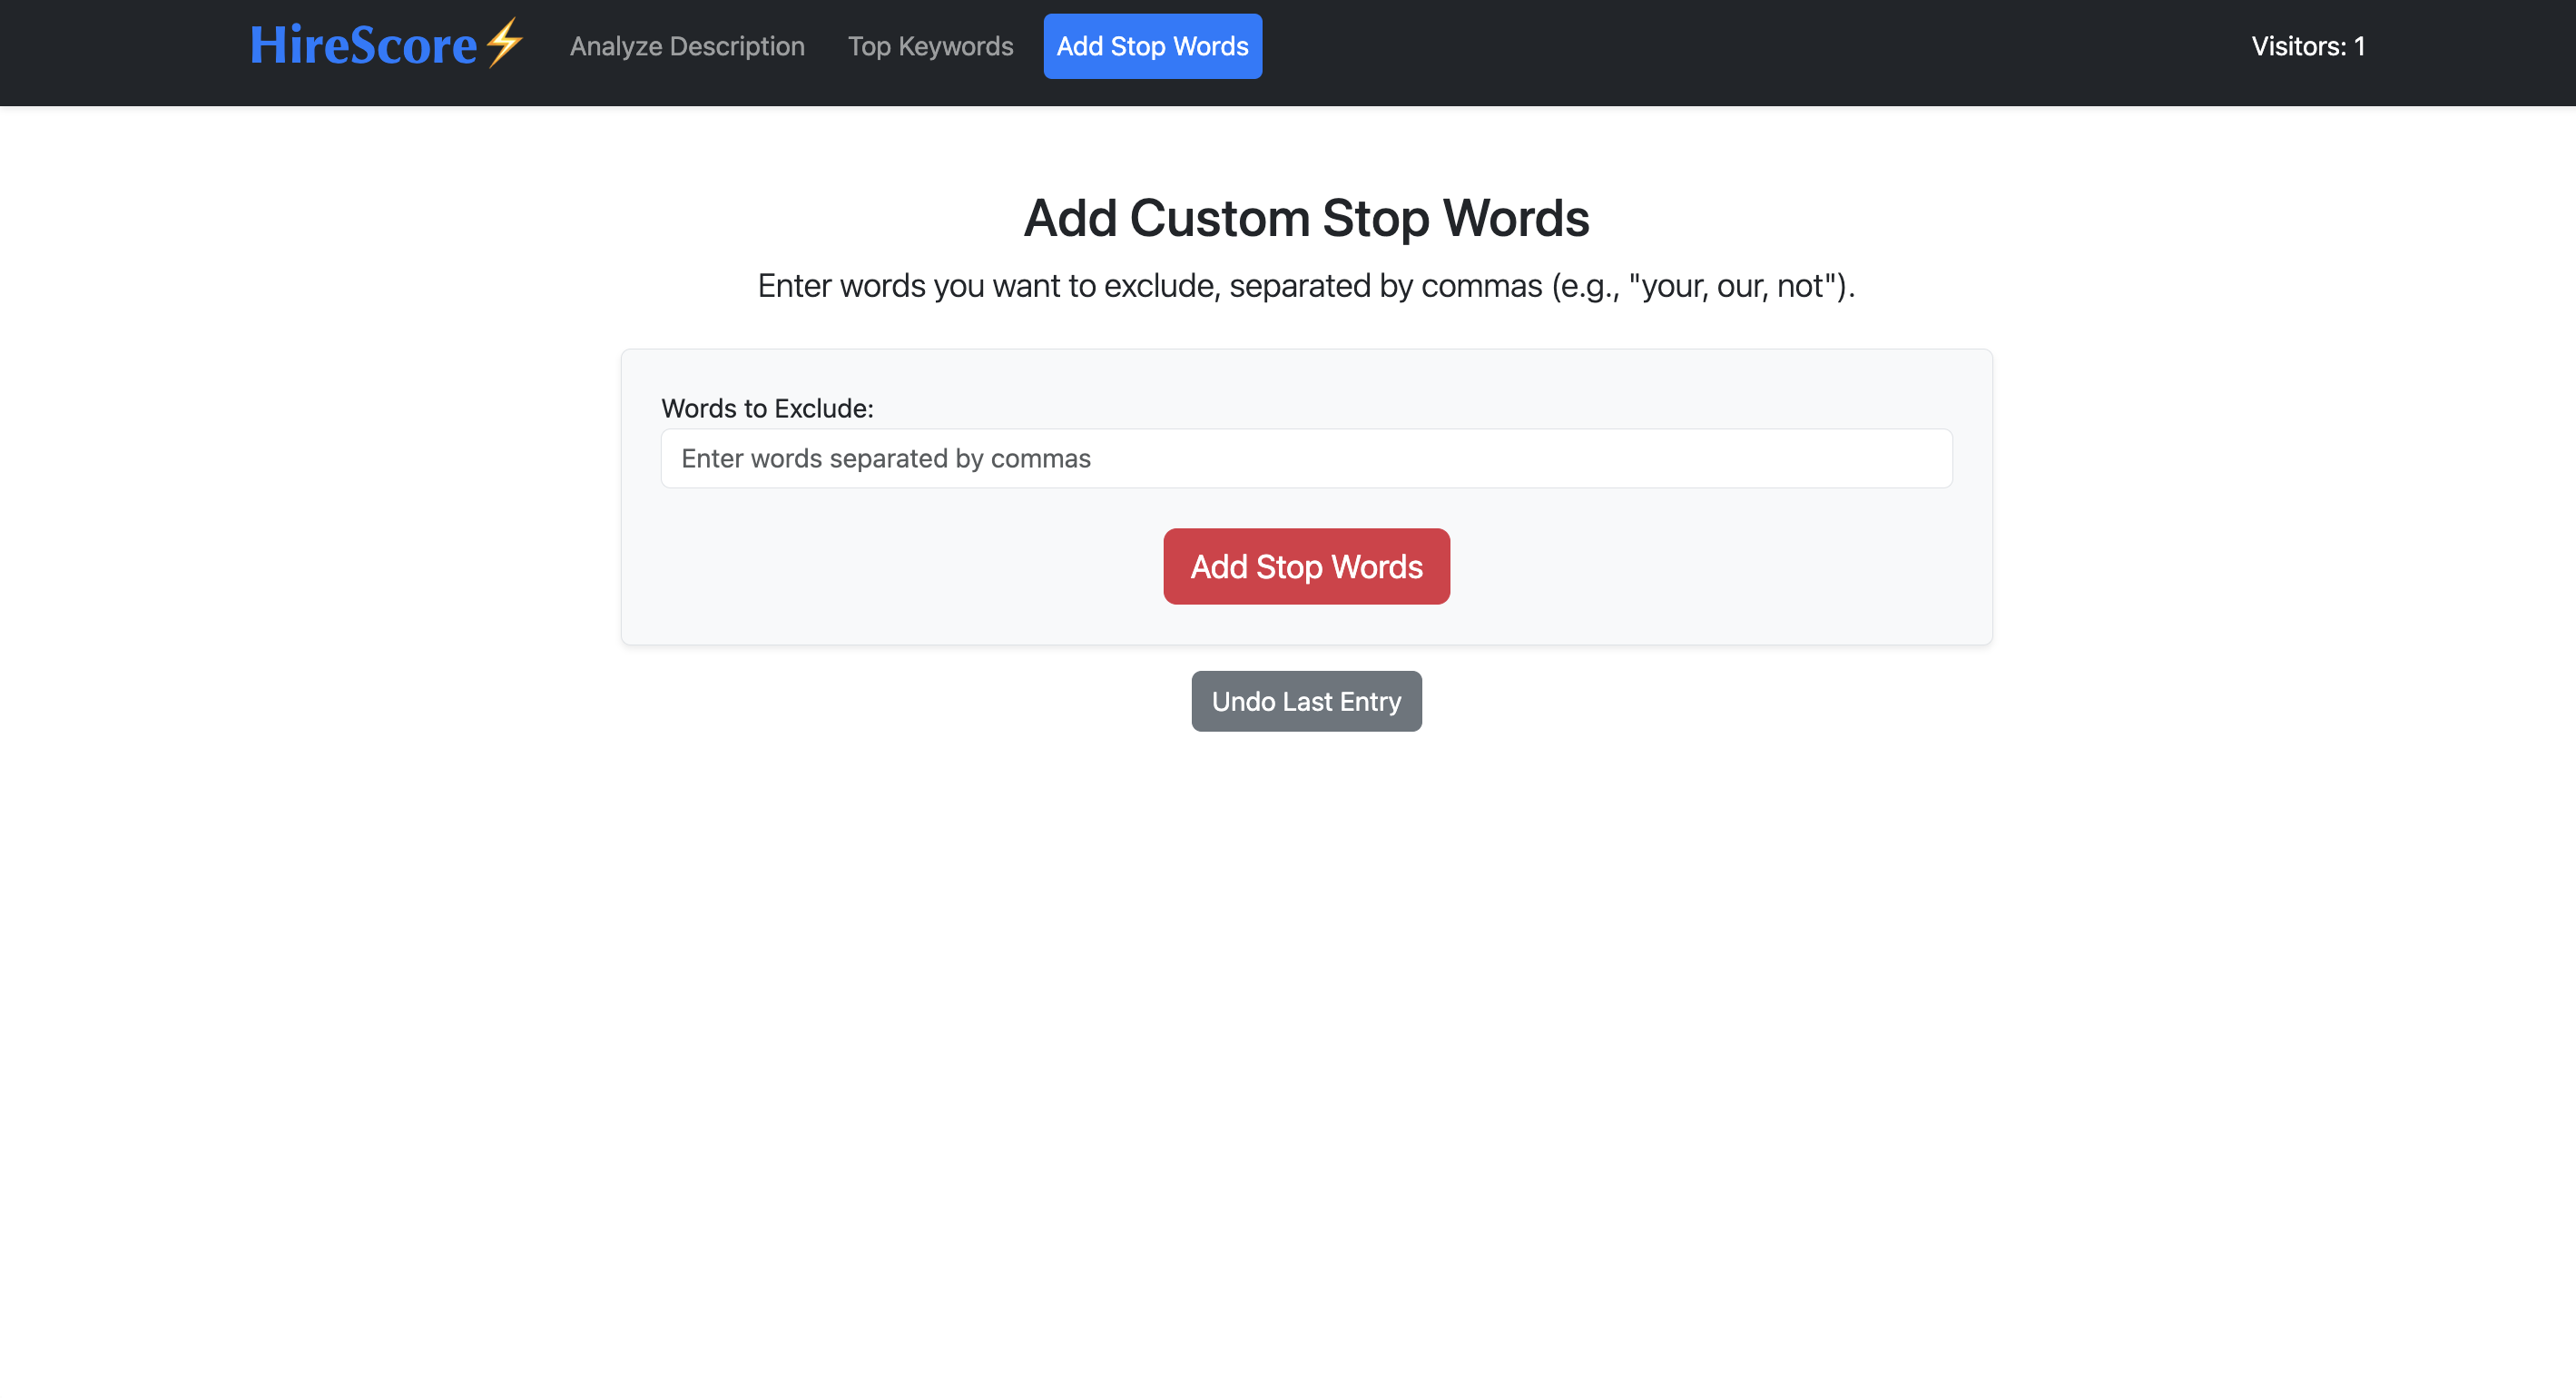 HireScore⚡ Analyze Description Top Keywords Add Stop Words Visitors: 1
Add Custom Stop Words
Enter words you want to exclude, separated by commas (e.g., "your, our, not").
Words to Exclude:
Enter words separated by commas
Add Stop Words
Undo Last Entry